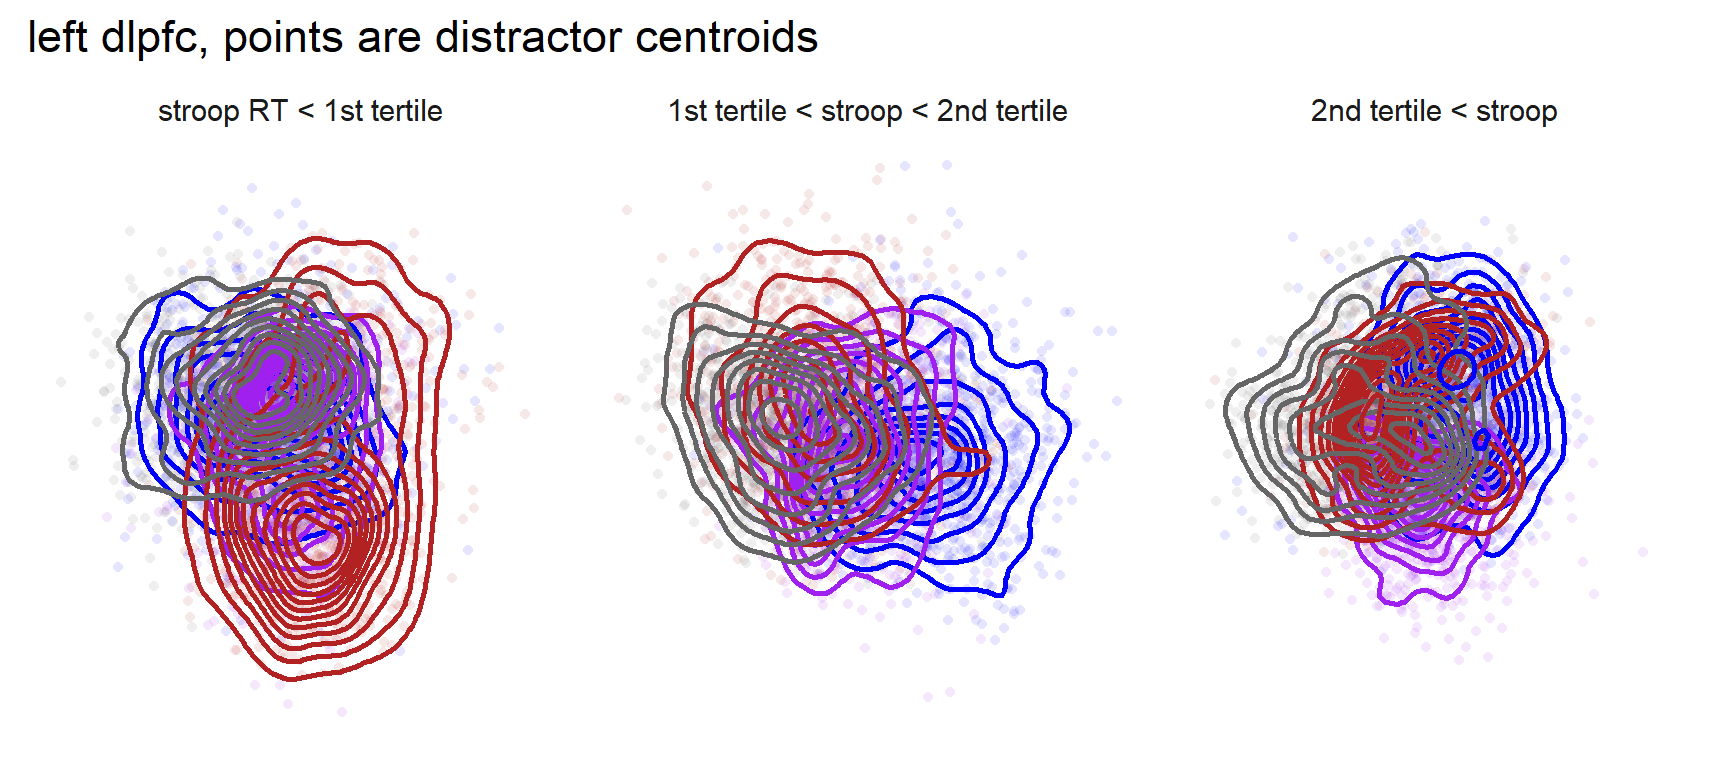 left dlpfc, points are distractor centroids
stroop RT < 1st tertile
1st tertile < stroop < 2nd tertile
2nd tertile < stroop